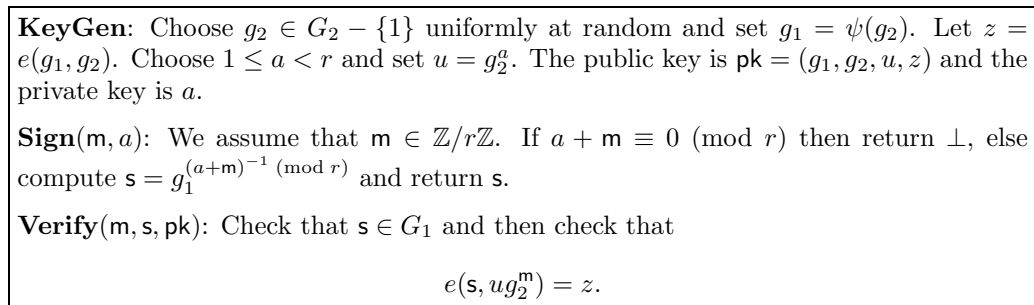 KeyGen: Choose g₂ ∈ G₂ − {1} uniformly at random and set g₁ = ψ(g₂). Let z =
e(g₁, g₂). Choose 1 ≤ a < r and set u = g₂ᵃ. The public key is pk = (g₁, g₂, u, z) and the
private key is a.
Sign(m, a): We assume that m ∈ ℤ/rℤ. If a + m ≡ 0 (mod r) then return ⊥, else
compute s = g₁^{(a+m)^{−1} (mod r)} and return s.
Verify(m, s, pk): Check that s ∈ G₁ and then check that
e(s, ug₂ᵐ) = z.